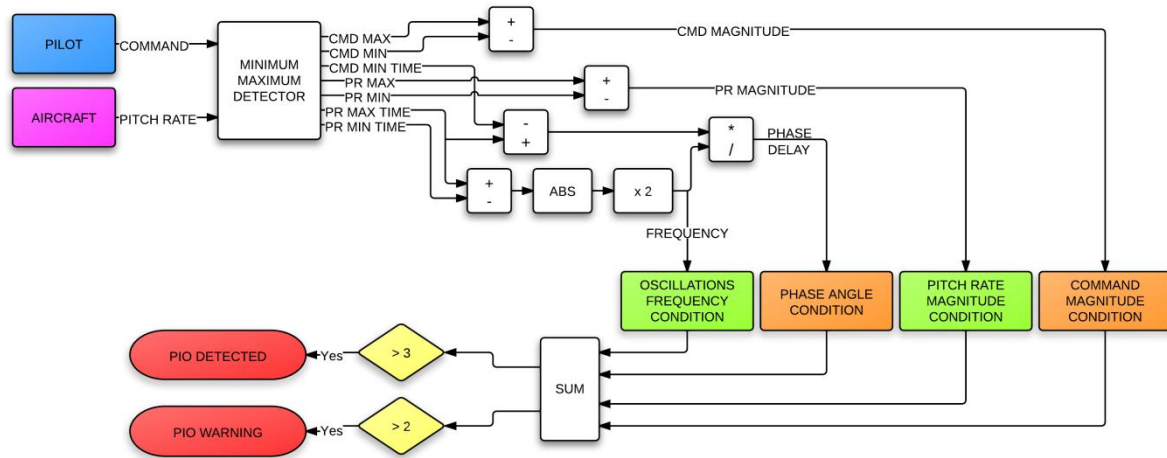 PILOT
COMMAND
AIRCRAFT
PITCH RATE
MINIMUM
MAXIMUM
DETECTOR
CMD MAX
CMD MIN
CMD MIN TIME
PR MAX
PR MIN
PR MAX TIME
PR MIN TIME
+
-
CMD MAGNITUDE
+
-
PR MAGNITUDE
-
+
*
/
PHASE
DELAY
+
-
ABS
x 2
FREQUENCY
OSCILLATIONS
FREQUENCY
CONDITION
PHASE ANGLE
CONDITION
PITCH RATE
MAGNITUDE
CONDITION
COMMAND
MAGNITUDE
CONDITION
PIO DETECTED
Yes
> 3
SUM
PIO WARNING
Yes
> 2